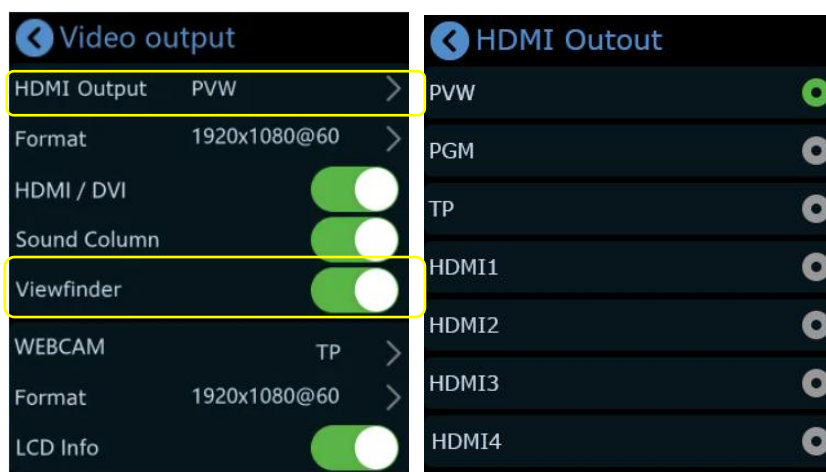 Video output
HDMI Output PVW
Format 1920x1080@60
HDMI / DVI
Sound Column
Viewfinder
WEBCAM TP
Format 1920x1080@60
LCD Info
HDMI Outout
PVW
PGM
TP
HDMI1
HDMI2
HDMI3
HDMI4